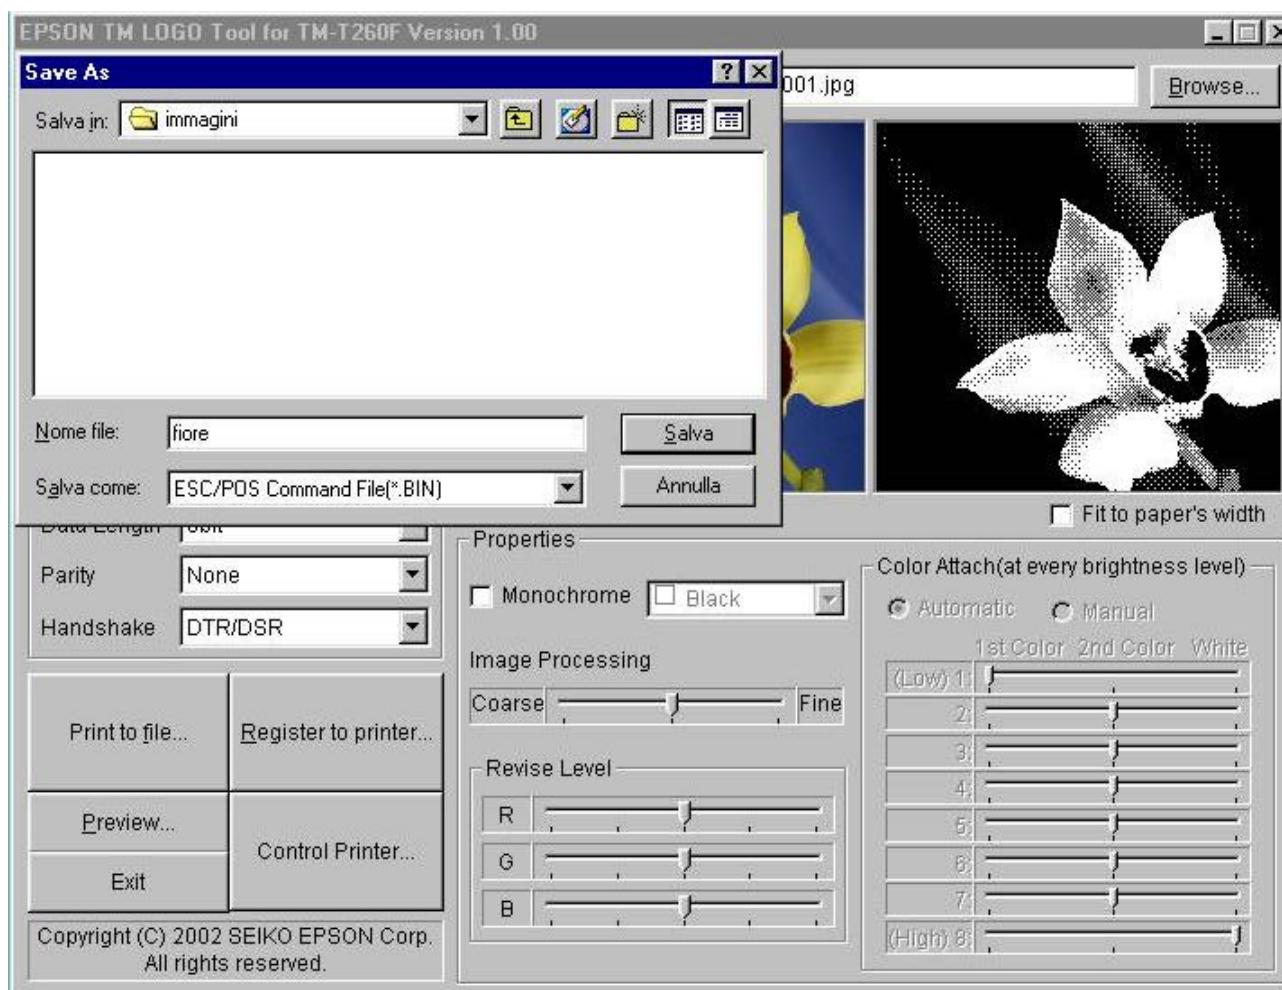 EPSON TM LOGO Tool for TM-T260F Version 1.00
Save As
001.jpg
Browse...
Salva in:
immagini
Nome file:
fiore
Salva
Salva come:
ESC/POS Command File(*.BIN)
Annulla
Fit to paper's width
Data Length
8bit
Parity
None
Handshake
DTR/DSR
Print to file...
Register to printer...
Preview...
Control Printer...
Exit
Copyright (C) 2002 SEIKO EPSON Corp.
All rights reserved.
Properties
Monochrome
Black
Image Processing
Coarse
Fine
Revise Level
R
G
B
Color Attach(at every brightness level)
Automatic
Manual
1st Color 2nd Color White
(Low) 1:
2:
3:
4:
5:
6:
7:
(High) 8: